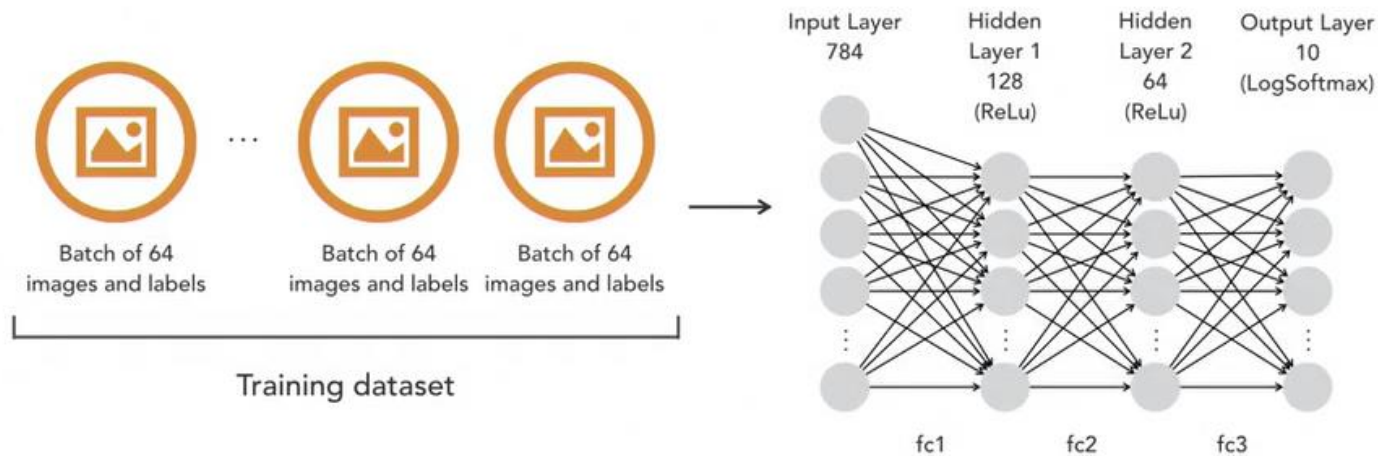 Input Layer
784
Hidden
Layer 1
128
(ReLu)
Hidden
Layer 2
64
(ReLu)
Output Layer
10
(LogSoftmax)
...
Batch of 64
images and labels
Batch of 64
images and labels
Batch of 64
images and labels
Training dataset
fc1
fc2
fc3